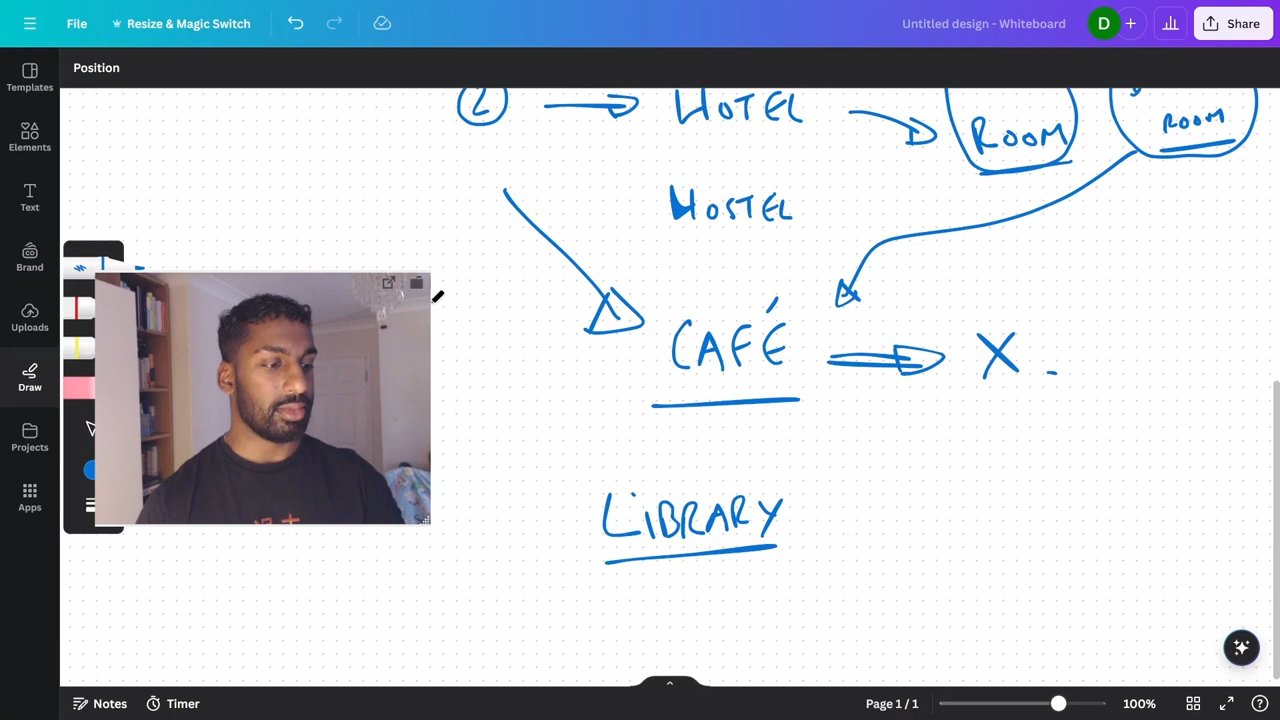 File
Resize & Magic Switch
Untitled design - Whiteboard
D
Share
Position
Templates
Elements
Text
Brand
Uploads
Draw
Projects
Apps
2 HOTEL ROOM ROOM
HOSTEL
CAFÉ X
LIBRARY
Notes
Timer
Page 1 / 1
100%